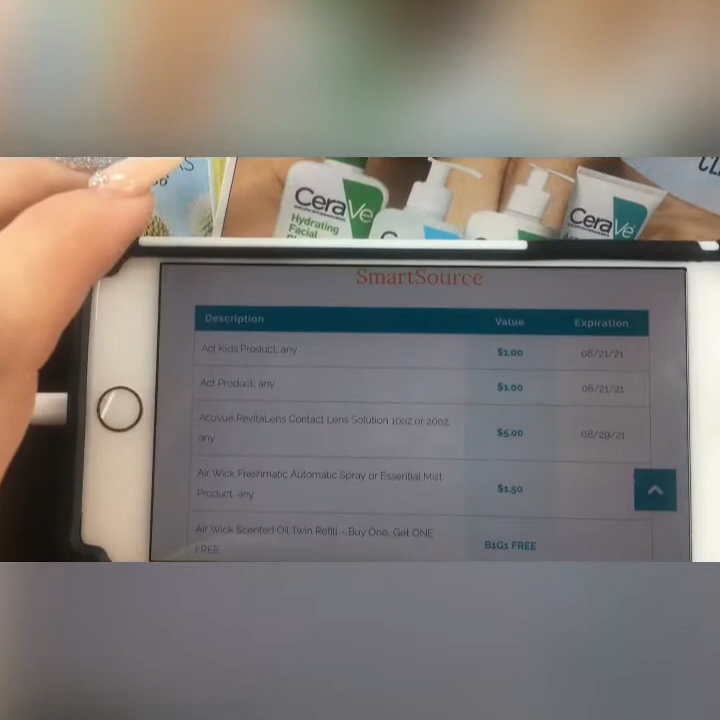 CeraVe
Hydrating
Facial
CeraVe
SmartSource
Description Value Expiration
Act Kids Product, any $1.00 08/21/21
Act Product, any $1.00 08/21/21
Acuvue RevitaLens Contact Lens Solution 10oz or 20oz,
any $5.00 08/29/21
Air Wick Freshmatic Automatic Spray or Essential Mist
Product, any $1.50
Air Wick Scented Oil Twin Refill – Buy One, Get ONE
FREE B1G1 FREE